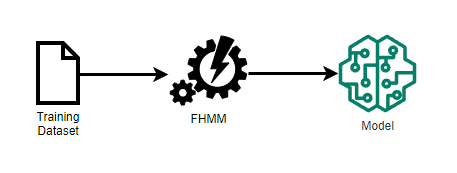 Training
Dataset
FHMM
Model